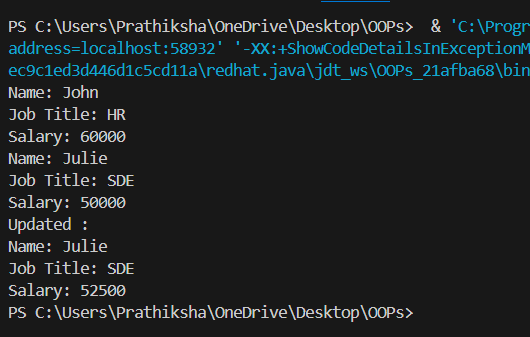 PS C:\Users\Prathiksha\OneDrive\Desktop\OOPs>  & 'C:\Progr
address=localhost:58932' '-XX:+ShowCodeDetailsInExceptionM
ec9c1ed3d446d1c5cd11a\redhat.java\jdt_ws\OOPs_21afba68\bin
Name: John
Job Title: HR
Salary: 60000
Name: Julie
Job Title: SDE
Salary: 50000
Updated :
Name: Julie
Job Title: SDE
Salary: 52500
PS C:\Users\Prathiksha\OneDrive\Desktop\OOPs>